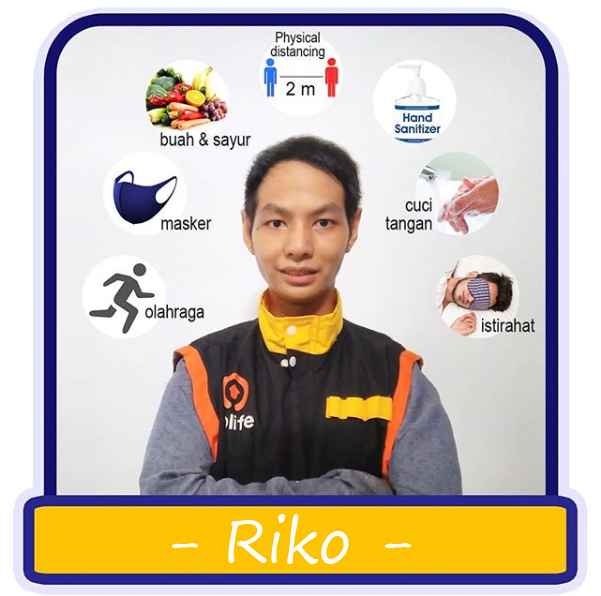 Physical
distancing
2 m
buah & sayur
Hand
Sanitizer
masker
cuci
tangan
olahraga
istirahat
life
- Riko -